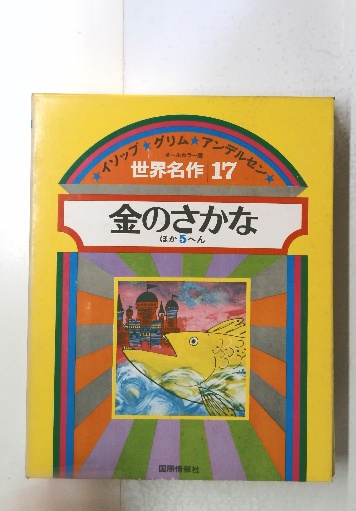 ★イソップ★グリム★アンデルセン★
オールカラー版
世界名作 17
金のさかな
ほか5へん
国際情報社